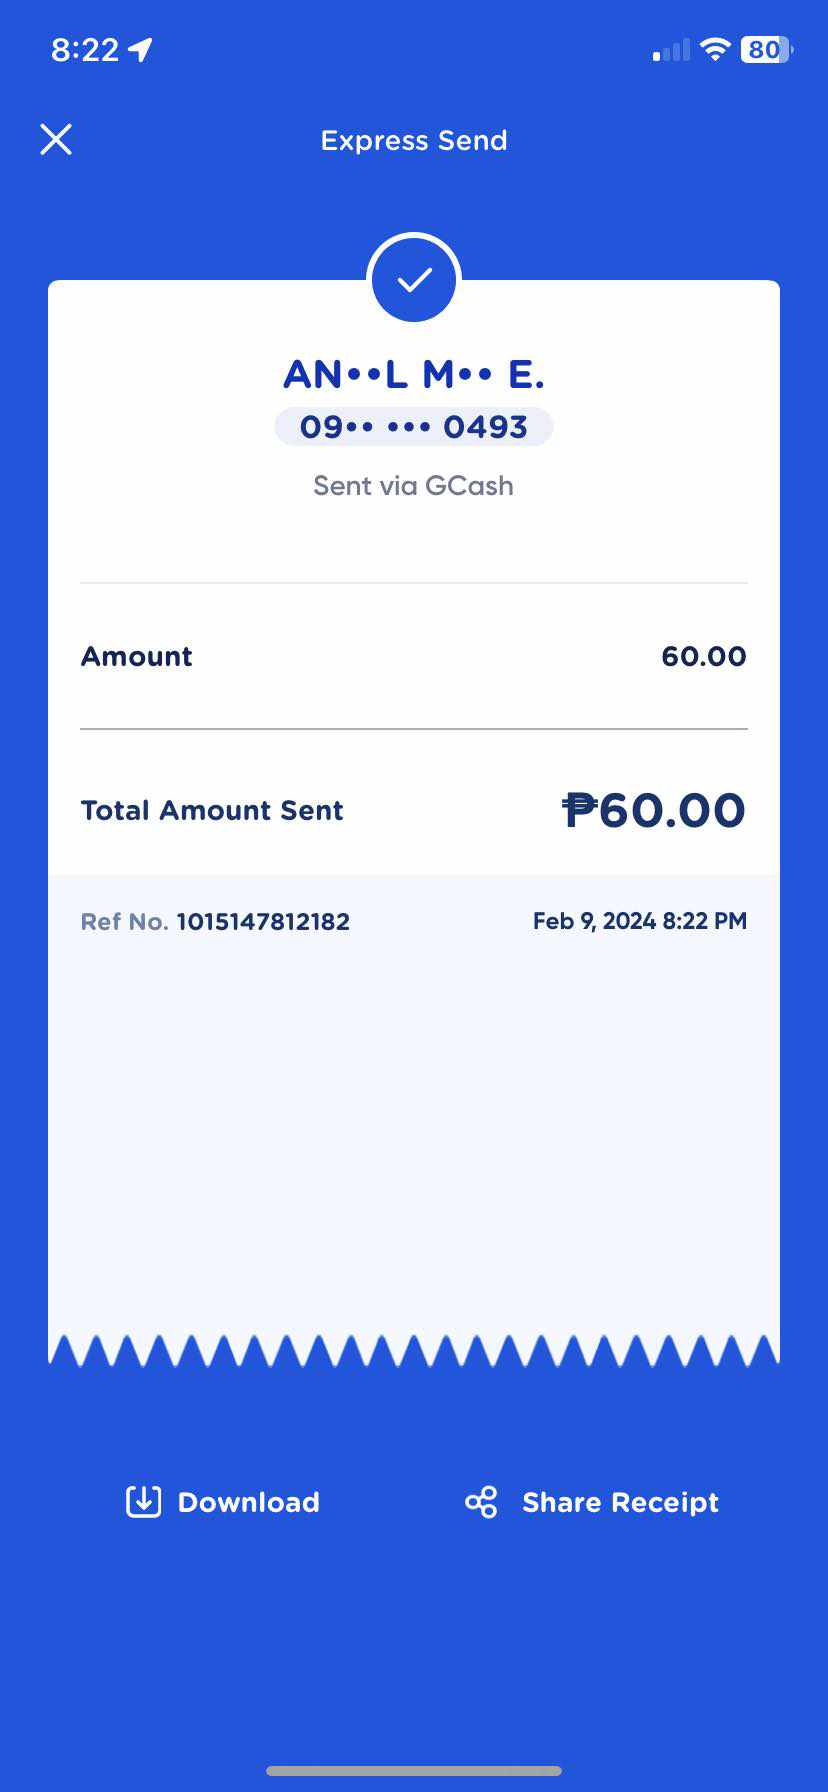 8:22
80
Express Send
AN••L M•• E.
09•• ••• 0493
Sent via GCash
Amount 60.00
Total Amount Sent ₱60.00
Ref No. 1015147812182 Feb 9, 2024 8:22 PM
Download Share Receipt